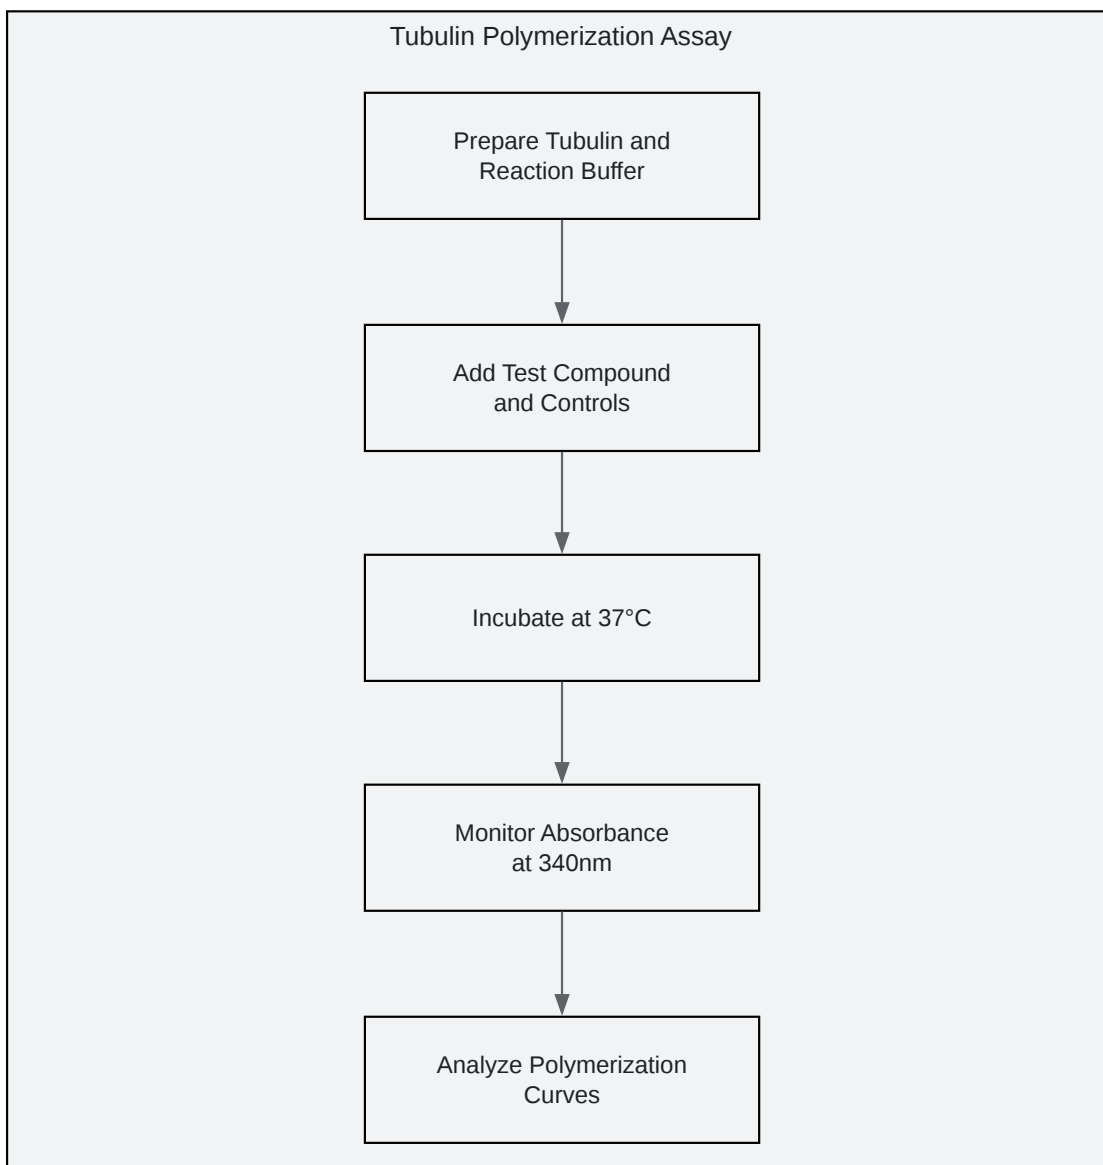 Tubulin Polymerization Assay
Prepare Tubulin and
Reaction Buffer
Add Test Compound
and Controls
Incubate at 37°C
Monitor Absorbance
at 340nm
Analyze Polymerization
Curves